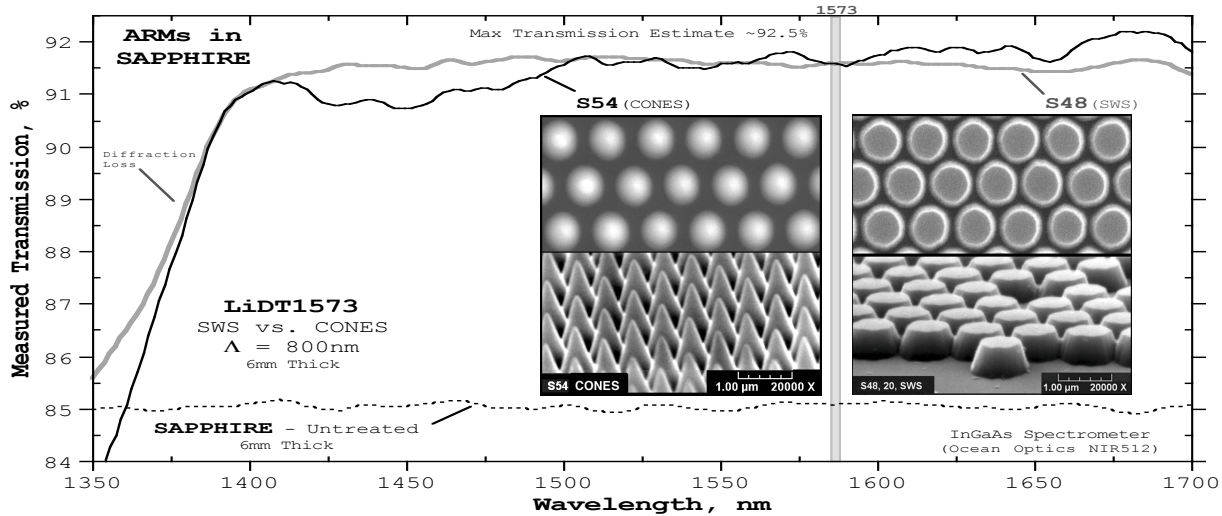 1573
ARMs in
SAPPHIRE
Max Transmission Estimate ~92.5%
S54 (CONES)
S48 (SWS)
Diffraction
Loss
Measured Transmission, %
92
91
90
89
88
87
86
85
84
LiDT1573
SWS vs. CONES
Λ = 800nm
6mm Thick
S54 CONES
1.00 µm 20000 X
S48, 20, SWS
1.00 µm 20000 X
SAPPHIRE - Untreated
6mm Thick
InGaAs Spectrometer
(Ocean Optics NIR512)
1350 1400 1450 1500 1550 1600 1650 1700
Wavelength, nm